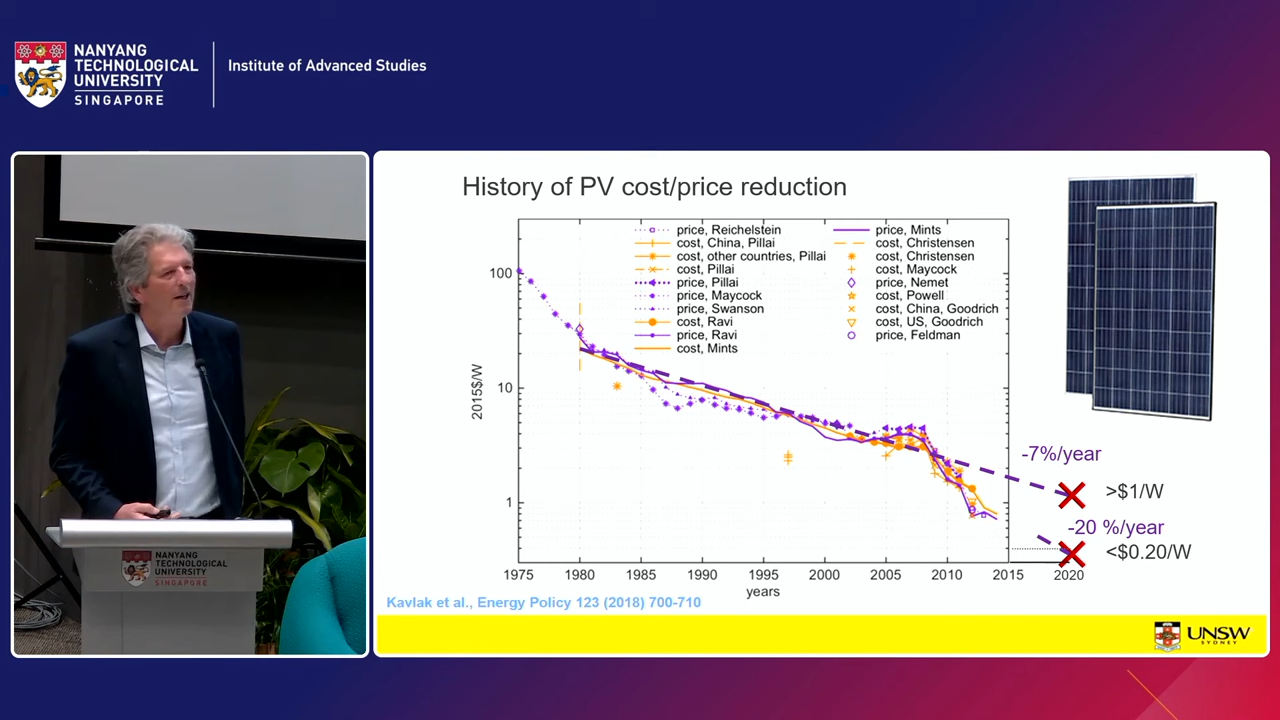 NANYANG
TECHNOLOGICAL
UNIVERSITY
SINGAPORE
Institute of Advanced Studies
NANYANG
TECHNOLOGICAL
UNIVERSITY
SINGAPORE
History of PV cost/price reduction
price, Reichelstein
cost, China, Pillai
cost, other countries, Pillai
cost, Pillai
price, Pillai
price, Maycock
price, Swanson
cost, Ravi
price, Ravi
cost, Mints
price, Mints
cost, Christensen
cost, Christensen
cost, Maycock
price, Nemet
cost, Powell
cost, China, Goodrich
cost, US, Goodrich
price, Feldman
100
10
1
2015$/W
1975 1980 1985 1990 1995 2000 2005 2010 2015 2020
years
-7%/year
>$1/W
-20 %/year
<$0.20/W
Kavlak et al., Energy Policy 123 (2018) 700-710
UNSW
SYDNEY